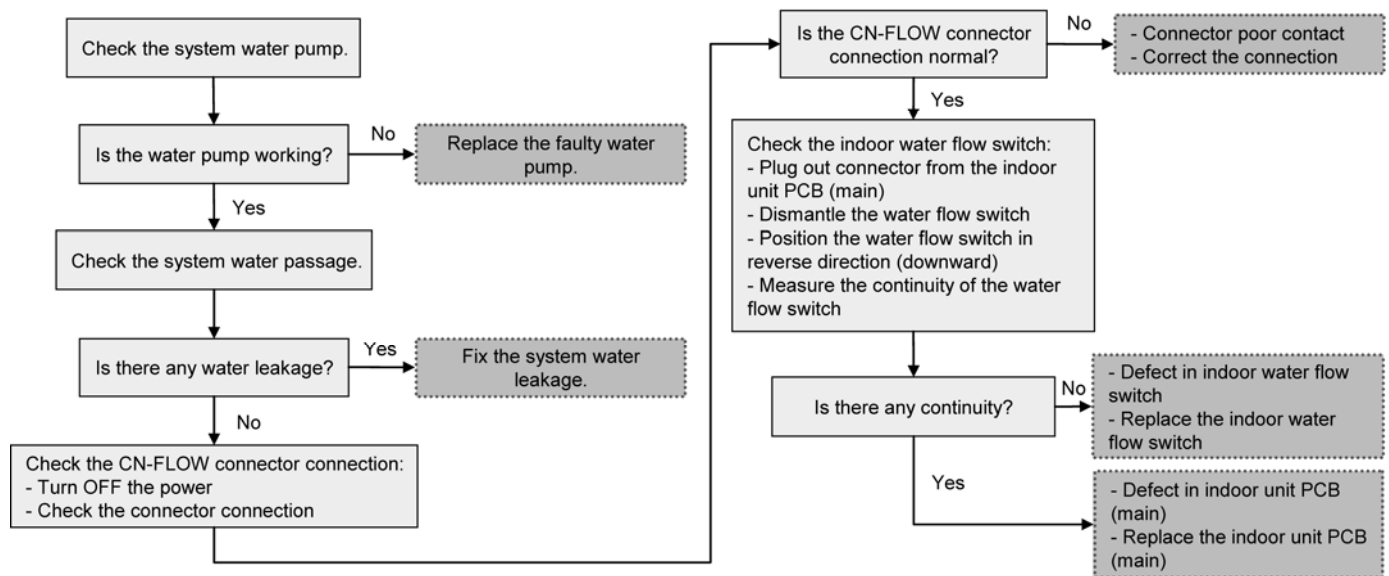 Check the system water pump.
Is the water pump working?
No
Replace the faulty water
pump.
Yes
Check the system water passage.
Is there any water leakage?
Yes
Fix the system water
leakage.
No
Check the CN-FLOW connector connection:
- Turn OFF the power
- Check the connector connection
Is the CN-FLOW connector
connection normal?
No
- Connector poor contact
- Correct the connection
Yes
Check the indoor water flow switch:
- Plug out connector from the indoor
unit PCB (main)
- Dismantle the water flow switch
- Position the water flow switch in
reverse direction (downward)
- Measure the continuity of the water
flow switch
Is there any continuity?
No
- Defect in indoor water flow
switch
- Replace the indoor water
flow switch
Yes
- Defect in indoor unit PCB
(main)
- Replace the indoor unit PCB
(main)